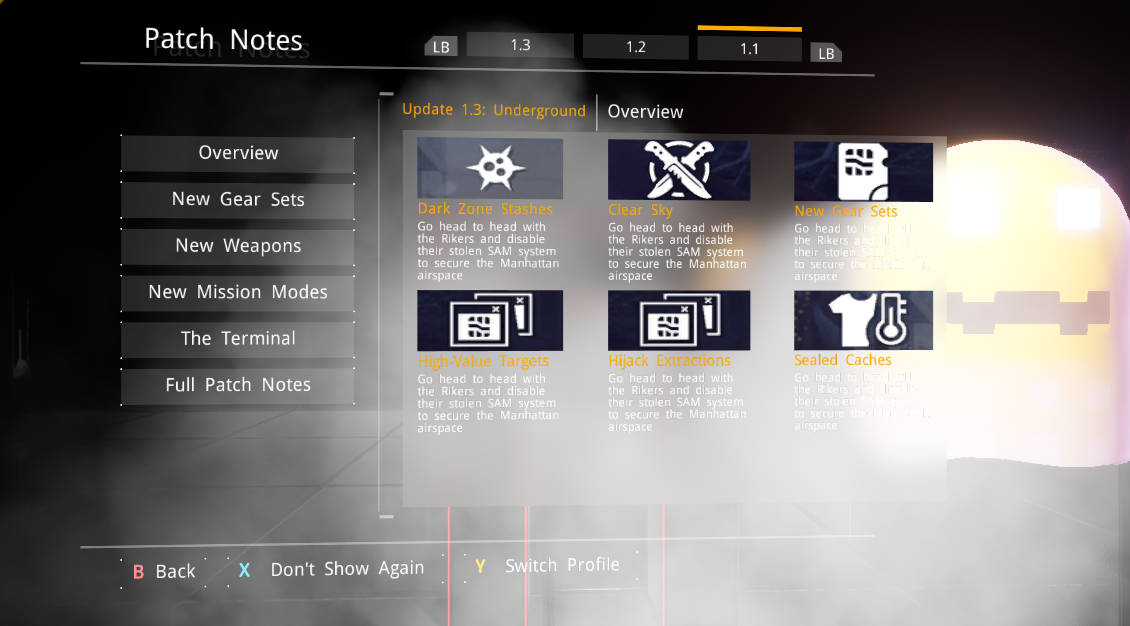 Patch Notes
LB 1.3 1.2 1.1 LB
Update 1.3: Underground Overview
Overview
New Gear Sets
New Weapons
New Mission Modes
The Terminal
Full Patch Notes
Dark Zone Stashes
Go head to head with
the Rikers and disable
their stolen SAM system
to secure the Manhattan
airspace
Clear Sky
Go head to head with
the Rikers and disable
their stolen SAM system
to secure the Manhattan
airspace
New Gear Sets
Go head to head
the Rikers and
their stolen
to secure the
airspace
High-Value Targets
Go head to head with
the Rikers and disable
their stolen SAM system
to secure the Manhattan
airspace
Hijack Extractions
Go head to head with
the Rikers and disable
their stolen SAM system
to secure the Manhattan
airspace
Sealed Caches
Go head to head
the Rikers and
their stolen
to secure the
airspace
B Back X Don't Show Again Y Switch Profile